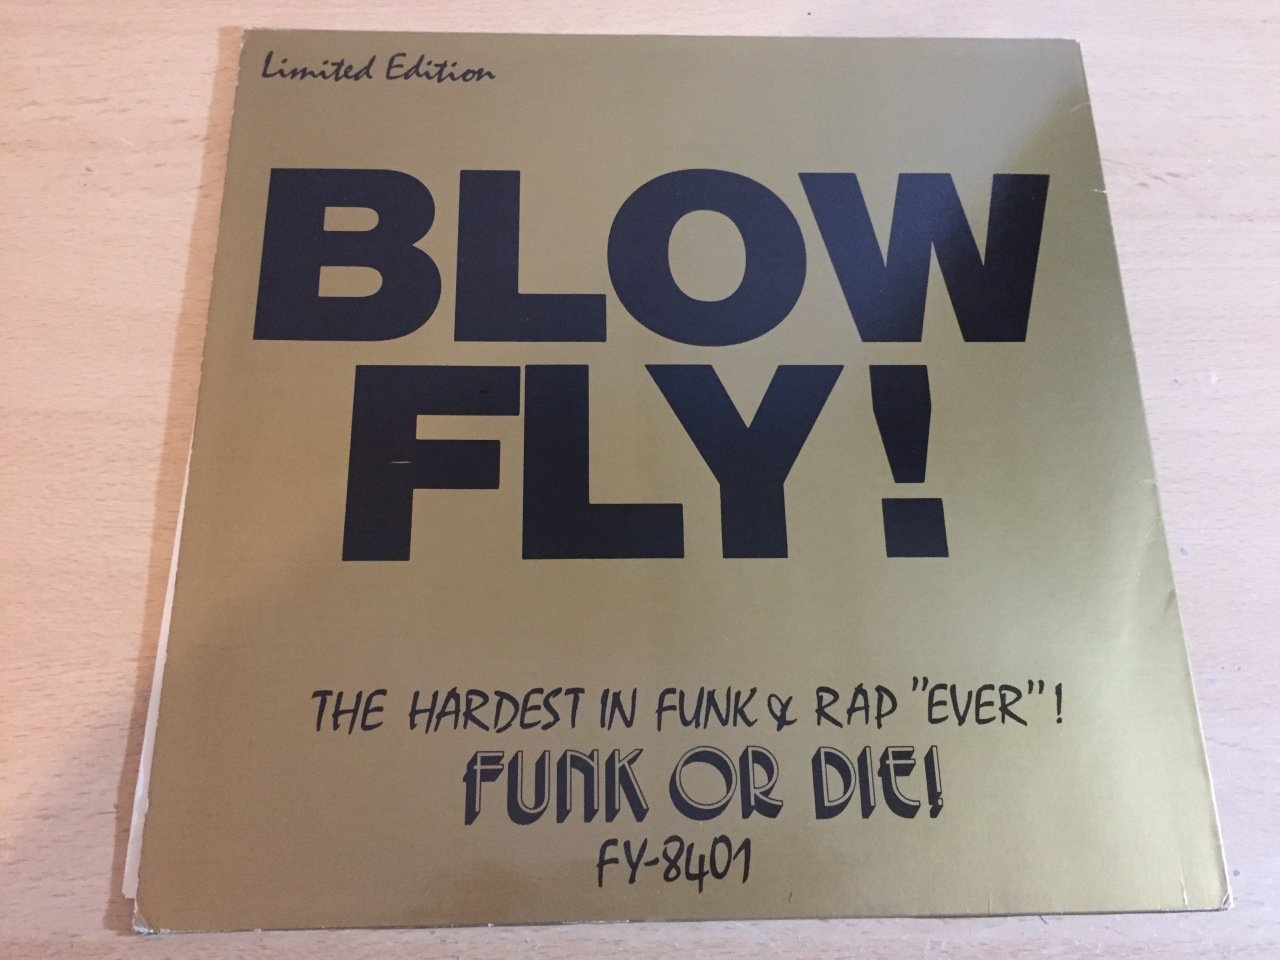 Limited Edition
BLOW
FLY!
THE HARDEST IN FUNK & RAP "EVER"!
FUNK OR DIE!
FY-8401